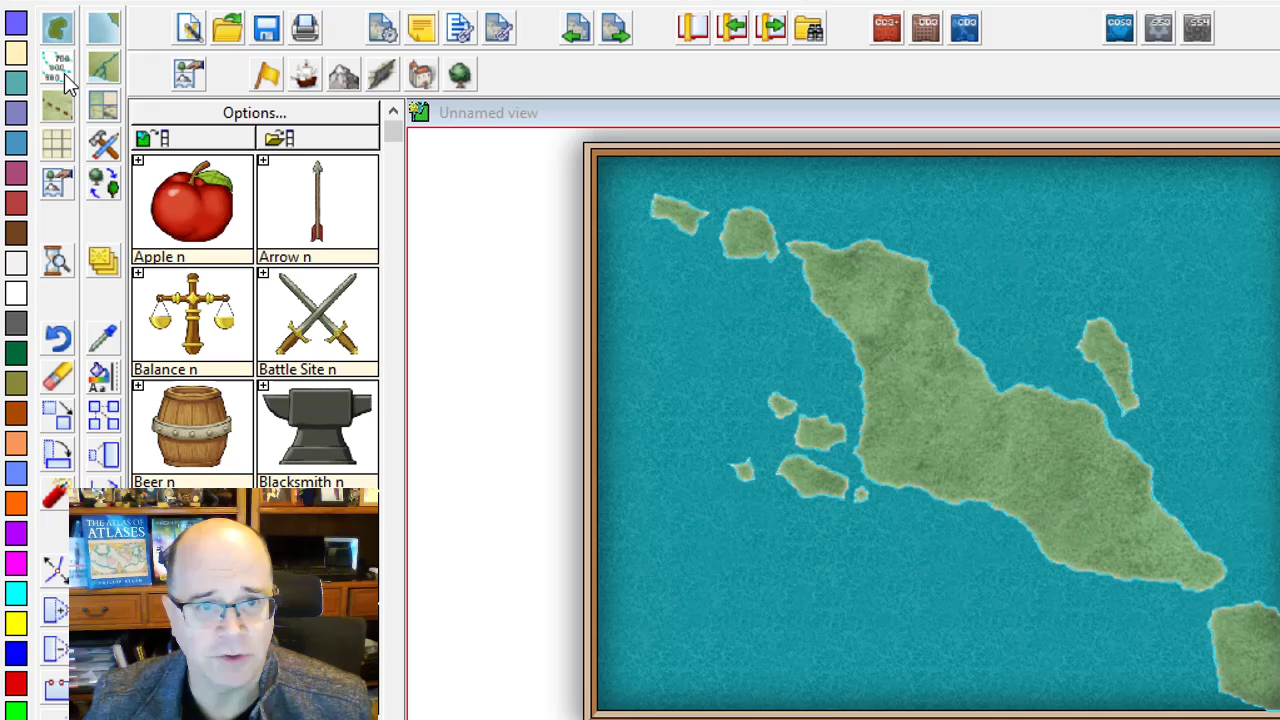 Options...
Unnamed view
Apple n
Arrow n
Balance n
Battle Site n
Beer n
Blacksmith n
THE ATLAS OF
ATLASES